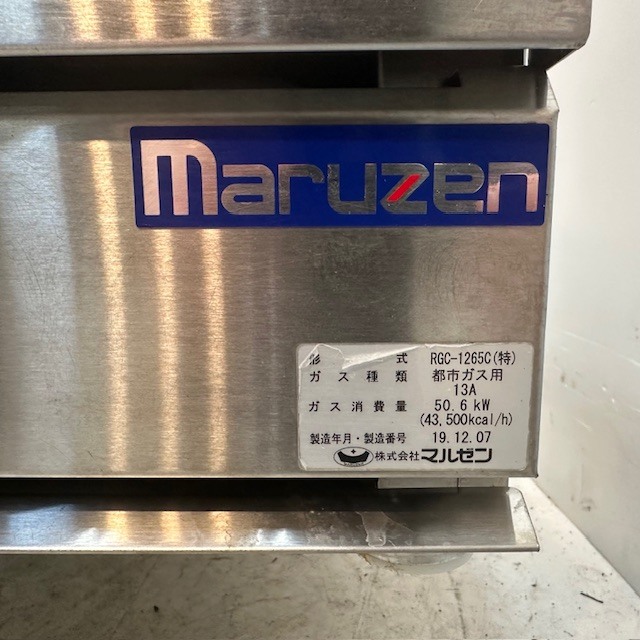 maruzen
形 式 RGC-1265C(特)
ガス種類 都市ガス用
13A
ガス消費量 50.6 kW
(43,500kcal/h)
製造年月・製造番号 19.12.07
株式会社マルゼン